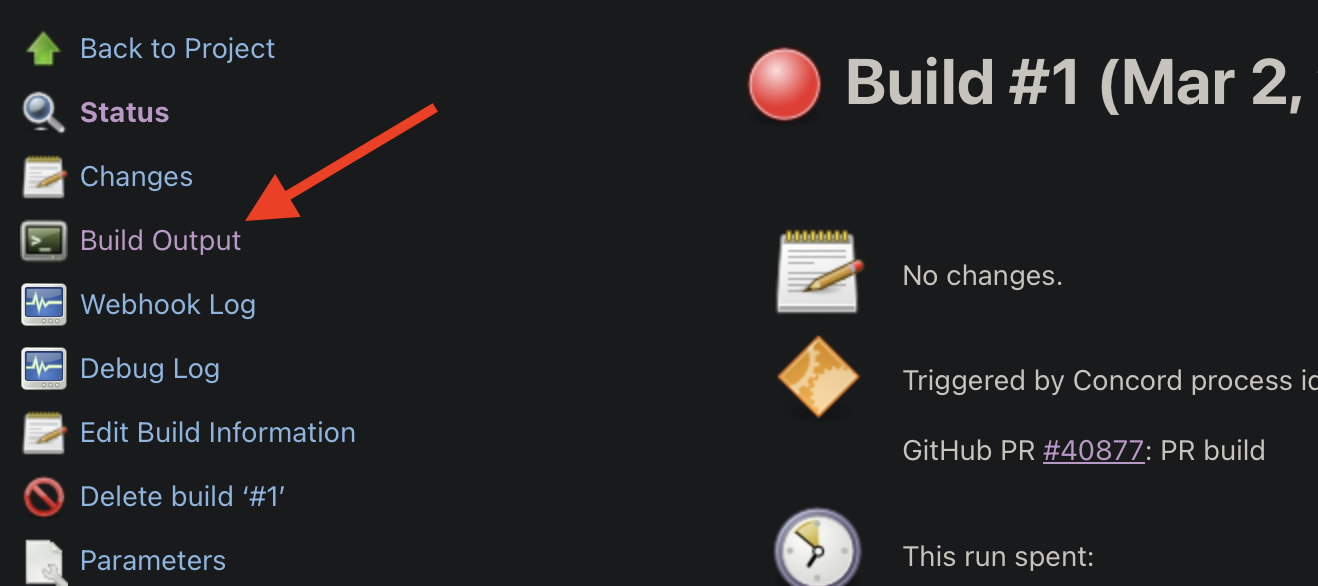 Back to Project
Status
Changes
Build Output
Webhook Log
Debug Log
Edit Build Information
Delete build ‘#1’
Parameters
Build #1 (Mar 2,
No changes.
Triggered by Concord process
GitHub PR #40877: PR build
This run spent: